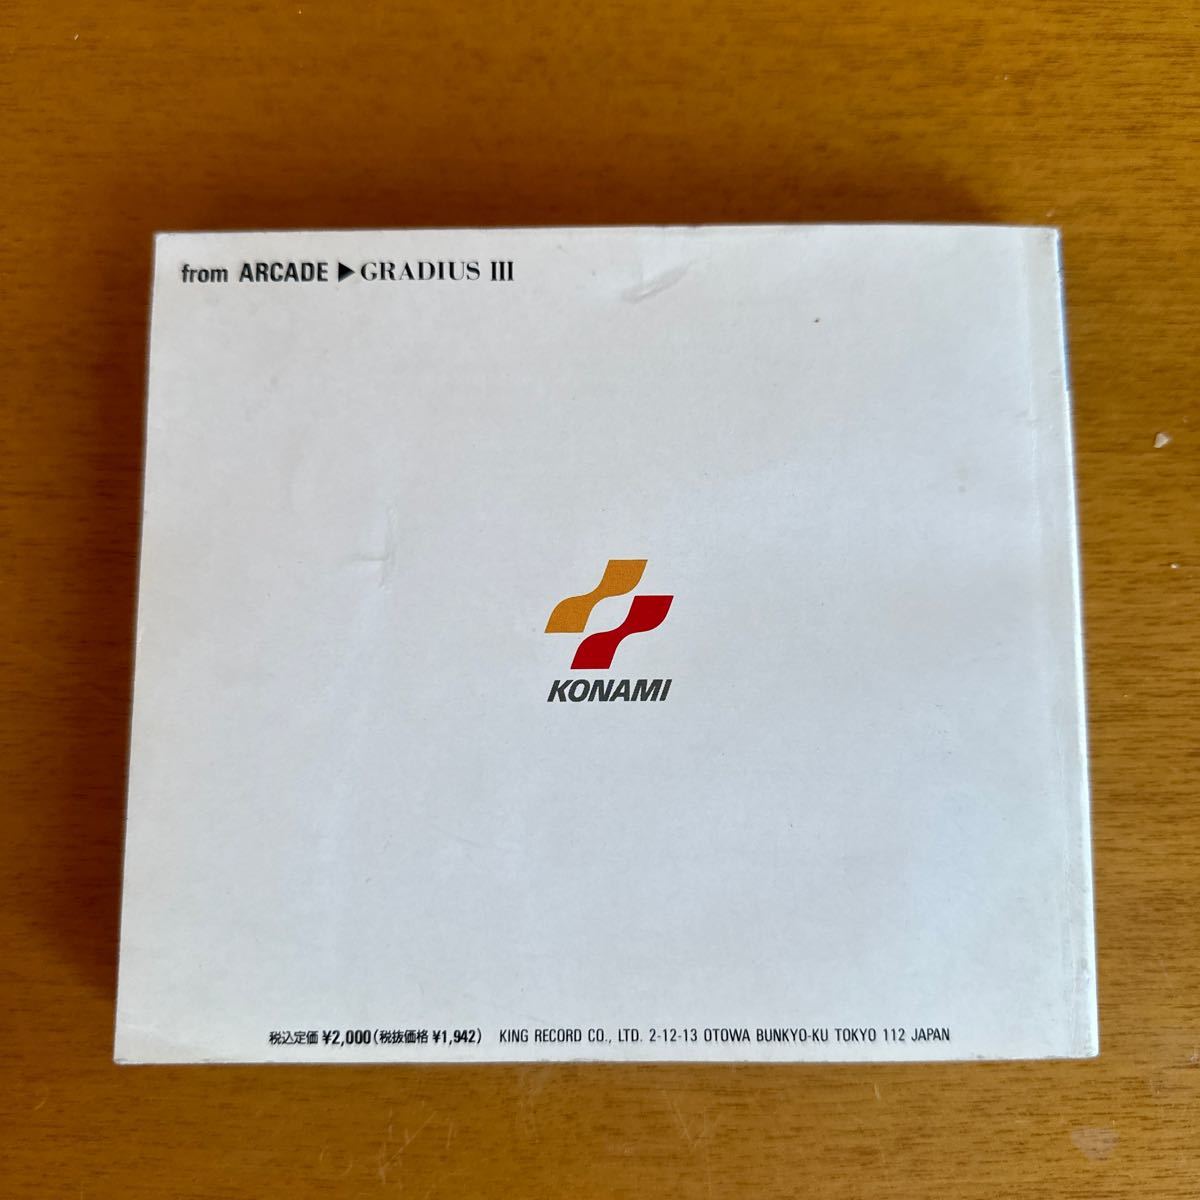 from ARCADE ▶ GRADIUS III
KONAMI
税込定価 ¥2,000(税抜価格 ¥1,942) KING RECORD CO., LTD. 2-12-13 OTOWA BUNKYO-KU TOKYO 112 JAPAN